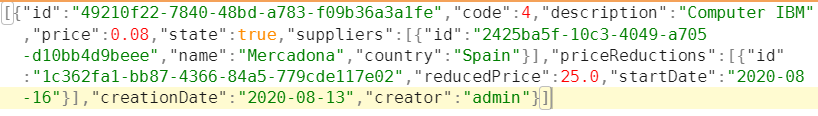 [{"id":"49210f22-7840-48bd-a783-f09b36a3a1fe","code":4,"description":"Computer IBM"
,"price":0.08,"state":true,"suppliers":[{"id":"2425ba5f-10c3-4049-a705
-d10bb4d9beee","name":"Mercadona","country":"Spain"}],"priceReductions":[{"id"
:"1c362fa1-bb87-4366-84a5-779cde117e02","reducedPrice":25.0,"startDate":"2020-08
-16"}],"creationDate":"2020-08-13","creator":"admin"}]